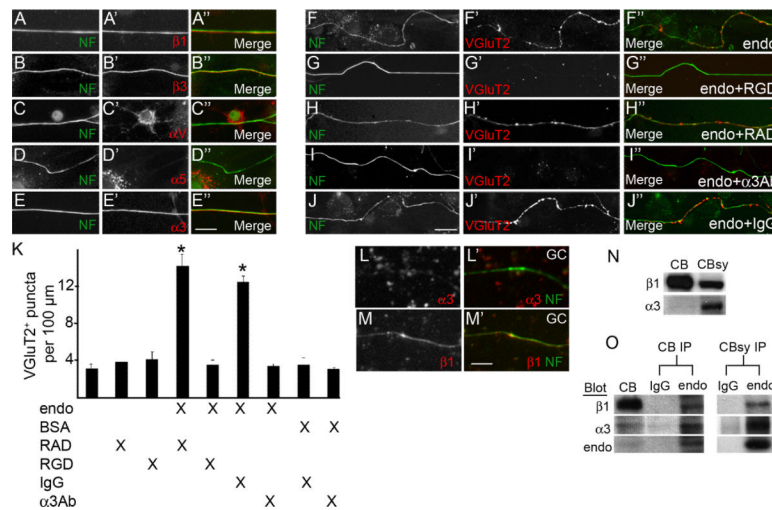 A A' A"
NF β1 Merge
B B' B"
NF β3 Merge
C C' C"
NF αV Merge
D D' D"
NF α5 Merge
E E' E"
NF α3 Merge
F F' F"
NF VGluT2 Merge endo
G G' G"
NF VGluT2 Merge endo+RGD
H H' H"
NF VGluT2 Merge endo+RAD
I I' I"
NF VGluT2 Merge endo+α3Ab
J J' J"
NF VGluT2 Merge endo+IgG
K
VGluT2+ puncta
per 100 µm
12
8
4
endo X X X X
BSA X X
RAD X X
RGD X X
IgG X X
α3Ab X X
* *
L L' GC
α3 α3 NF
M M' GC
β1 β1 NF
N
CB CBsy
β1
α3
O
CB IP CBsy IP
Blot CB IgG endo IgG endo
β1
α3
endo